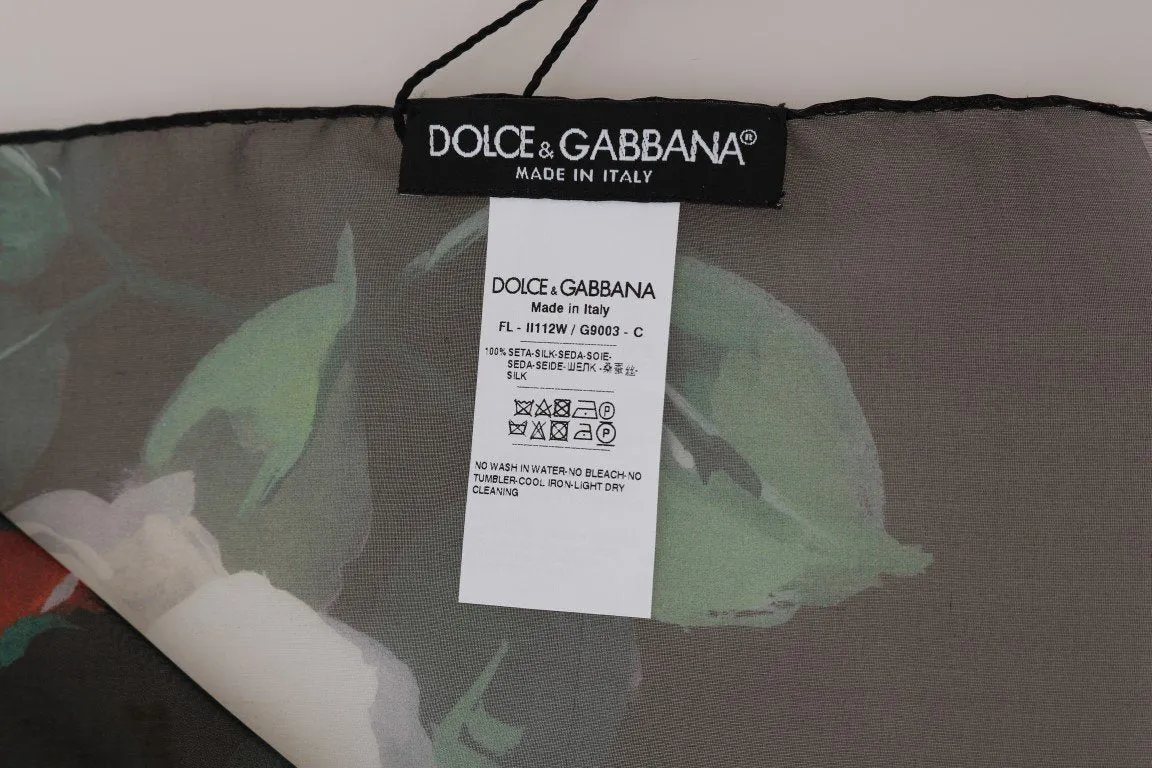 DOLCE & GABBANA®
MADE IN ITALY
DOLCE & GABBANA
Made in Italy
FL - II112W / G9003 - C
100% SETA-SILK-SEDA-SOIE-
SEDA-SEIDE-ШЕЛК -桑蚕丝-
SILK
P
P
NO WASH IN WATER-NO BLEACH-NO
TUMBLER-COOL IRON-LIGHT DRY
CLEANING